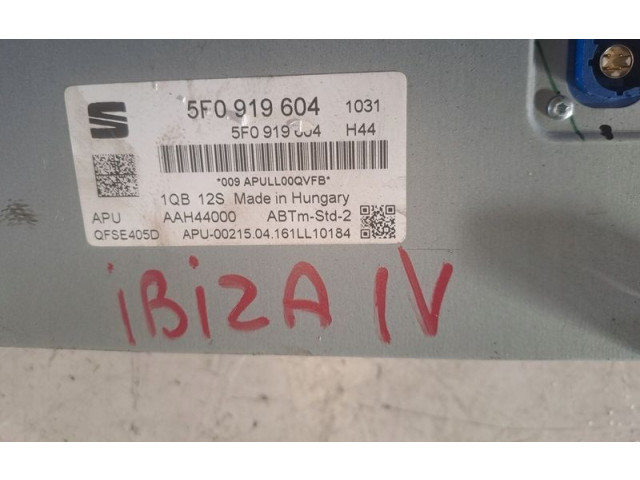 5F0 919 604 1031
5F0 919 604 H44
*009 APULL00QVFB*
1QB 12S Made in Hungary
APU AAH44000 ABTm-Std-2
QFSE405D APU-00215.04.161LL10184
iBiZA IV